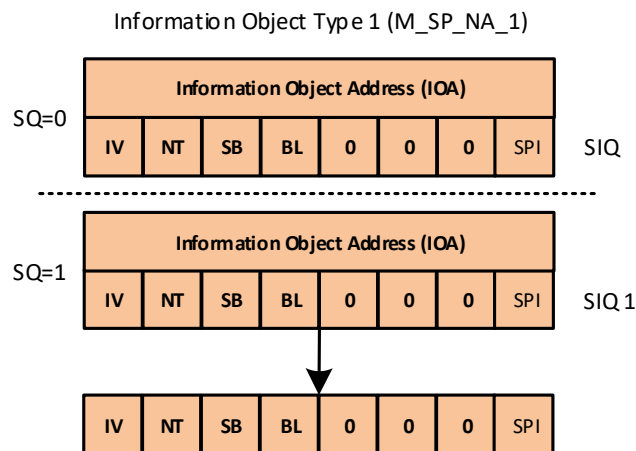 Information Object Type 1 (M_SP_NA_1)
Information Object Address (IOA)
SQ=0
IV NT SB BL 0 0 0 SPI SIQ
Information Object Address (IOA)
SQ=1
IV NT SB BL 0 0 0 SPI SIQ 1
IV NT SB BL 0 0 0 SPI